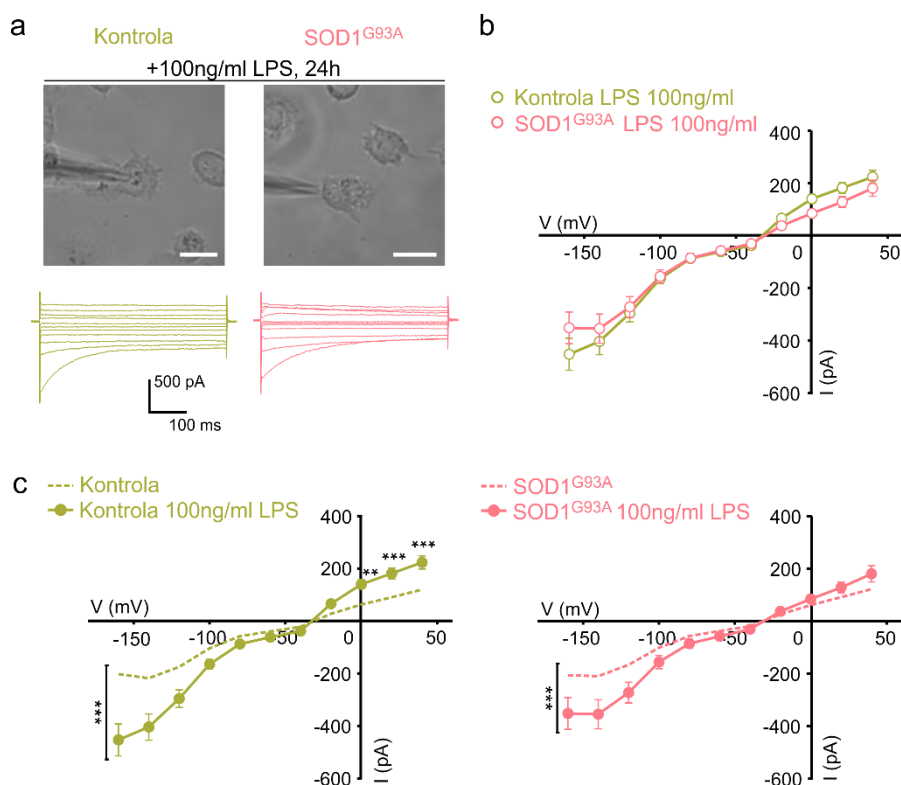 a
Kontrola
SOD1G93A
+100ng/ml LPS, 24h
500 pA
100 ms
b
Kontrola LPS 100ng/ml
SOD1G93A LPS 100ng/ml
400
200
V (mV)
-150
-100
-50
0
50
-200
-400
-600
I (pA)
c
Kontrola
Kontrola 100ng/ml LPS
400
200
** *** ***
V (mV)
-150
-100
-50
0
50
-200
-400
-600
***
I (pA)
SOD1G93A
SOD1G93A 100ng/ml LPS
400
200
V (mV)
-150
-100
-50
0
50
-200
-400
-600
***
I (pA)